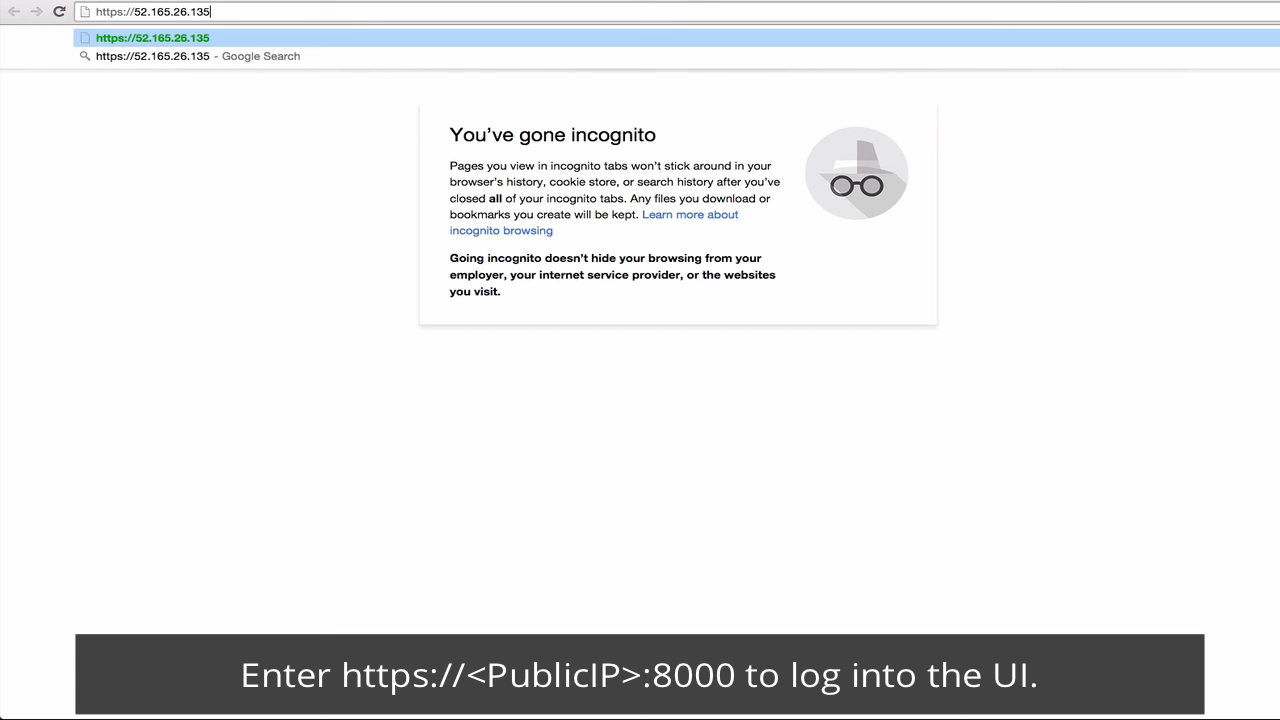 https://52.165.26.135
https://52.165.26.135
https://52.165.26.135 - Google Search
You've gone incognito
Pages you view in incognito tabs won't stick around in your
browser's history, cookie store, or search history after you've
closed all of your incognito tabs. Any files you download or
bookmarks you create will be kept. Learn more about
incognito browsing
Going incognito doesn't hide your browsing from your
employer, your internet service provider, or the websites
you visit.
Enter https://<PublicIP>:8000 to log into the UI.